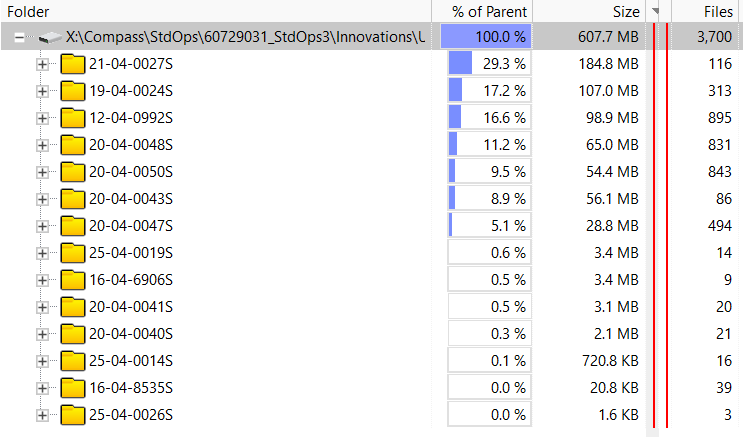 Folder % of Parent Size Files
X:\Compass\StdOps\60729031_StdOps3\Innovations\U 100.0 % 607.7 MB 3,700
21-04-0027S 29.3 % 184.8 MB 116
19-04-0024S 17.2 % 107.0 MB 313
12-04-0992S 16.6 % 98.9 MB 895
20-04-0048S 11.2 % 65.0 MB 831
20-04-0050S 9.5 % 54.4 MB 843
20-04-0043S 8.9 % 56.1 MB 86
20-04-0047S 5.1 % 28.8 MB 494
25-04-0019S 0.6 % 3.4 MB 14
16-04-6906S 0.5 % 3.4 MB 9
20-04-0041S 0.5 % 3.1 MB 20
20-04-0040S 0.3 % 2.1 MB 21
25-04-0014S 0.1 % 720.8 KB 16
16-04-8535S 0.0 % 20.8 KB 39
25-04-0026S 0.0 % 1.6 KB 3